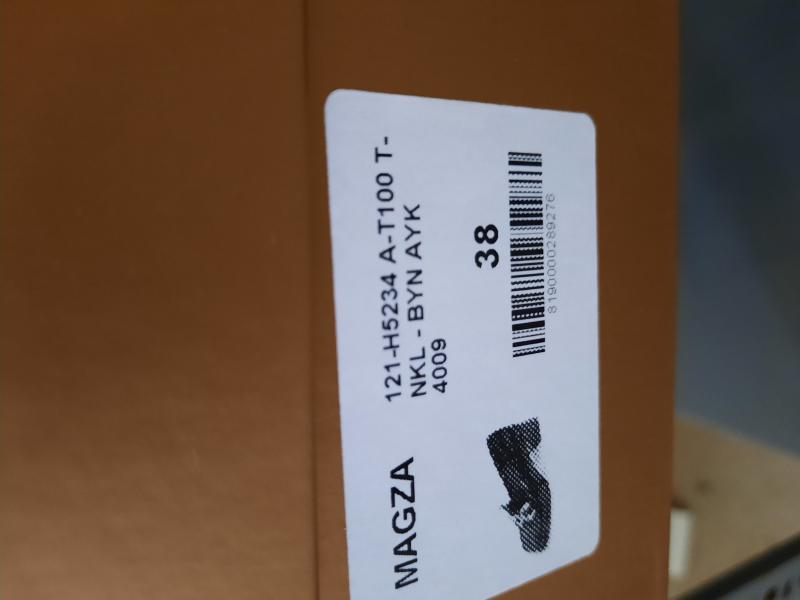 MAGZA
121-H5234 A-T100 T-
NKL - BYN AYK
4009
38
8190000289276